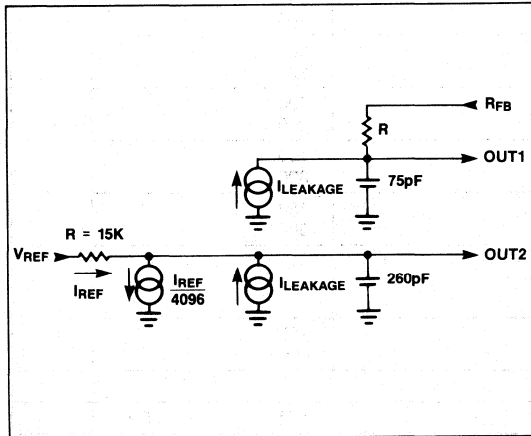 RFB
R
OUT1
ILEAKAGE
75pF
R = 15K
VREF
OUT2
IREF
IREF
4096
ILEAKAGE
260pF